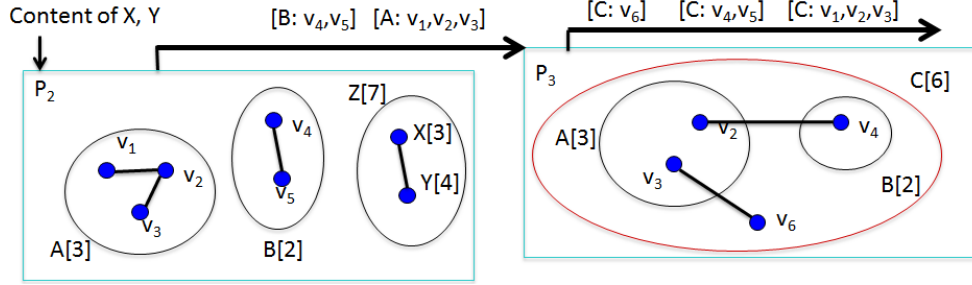 Content of X, Y
[B: v4,v5] [A: v1,v2,v3]
[C: v6] [C: v4,v5] [C: v1,v2,v3]
P2
v1
v2
v3
A[3]
v4
v5
B[2]
Z[7]
X[3]
Y[4]
P3
C[6]
A[3]
v2
v3
v4
B[2]
v6